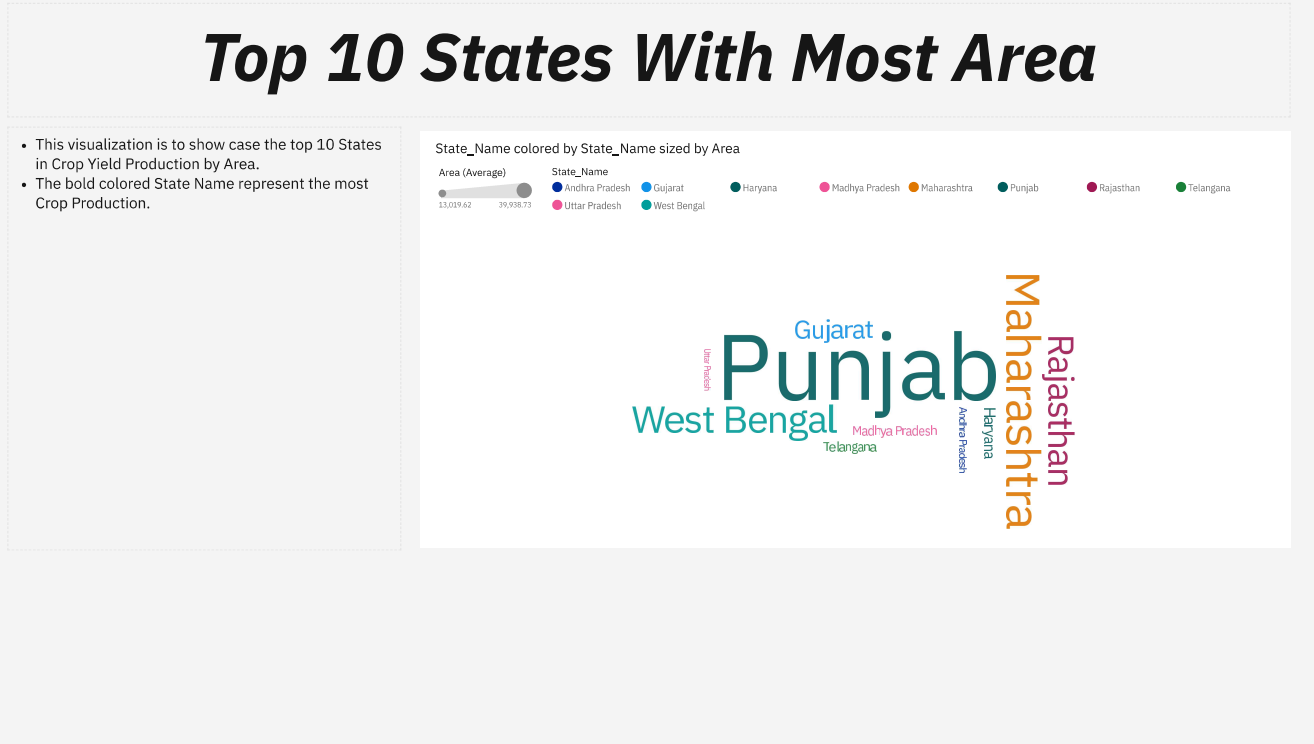 Top 10 States With Most Area
• This visualization is to show case the top 10 States
in Crop Yield Production by Area.
• The bold colored State Name represent the most
Crop Production.
State_Name colored by State_Name sized by Area
Area (Average)
13,019.62 39,938.73
State_Name
Andhra Pradesh Gujarat Haryana Madhya Pradesh Maharashtra Punjab Rajasthan Telangana
Uttar Pradesh West Bengal
Gujarat
Punjab
Uttar Pradesh
West Bengal
Madhya Pradesh
Telangana
Andhra Pradesh
Haryana
Maharashtra
Rajasthan